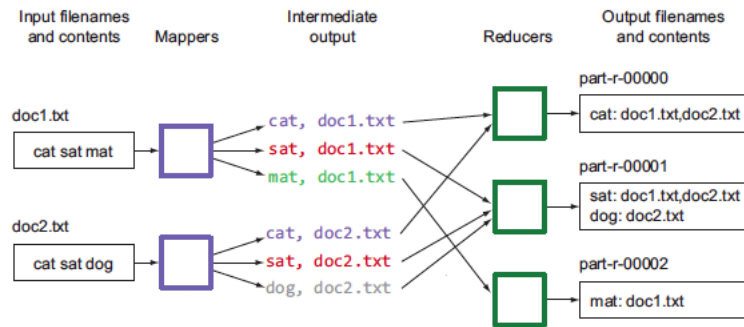 Input filenames
and contents
Mappers
Intermediate
output
Reducers
Output filenames
and contents
doc1.txt
cat sat mat
cat, doc1.txt
sat, doc1.txt
mat, doc1.txt
doc2.txt
cat sat dog
cat, doc2.txt
sat, doc2.txt
dog, doc2.txt
part-r-00000
cat: doc1.txt,doc2.txt
part-r-00001
sat: doc1.txt,doc2.txt
dog: doc2.txt
part-r-00002
mat: doc1.txt